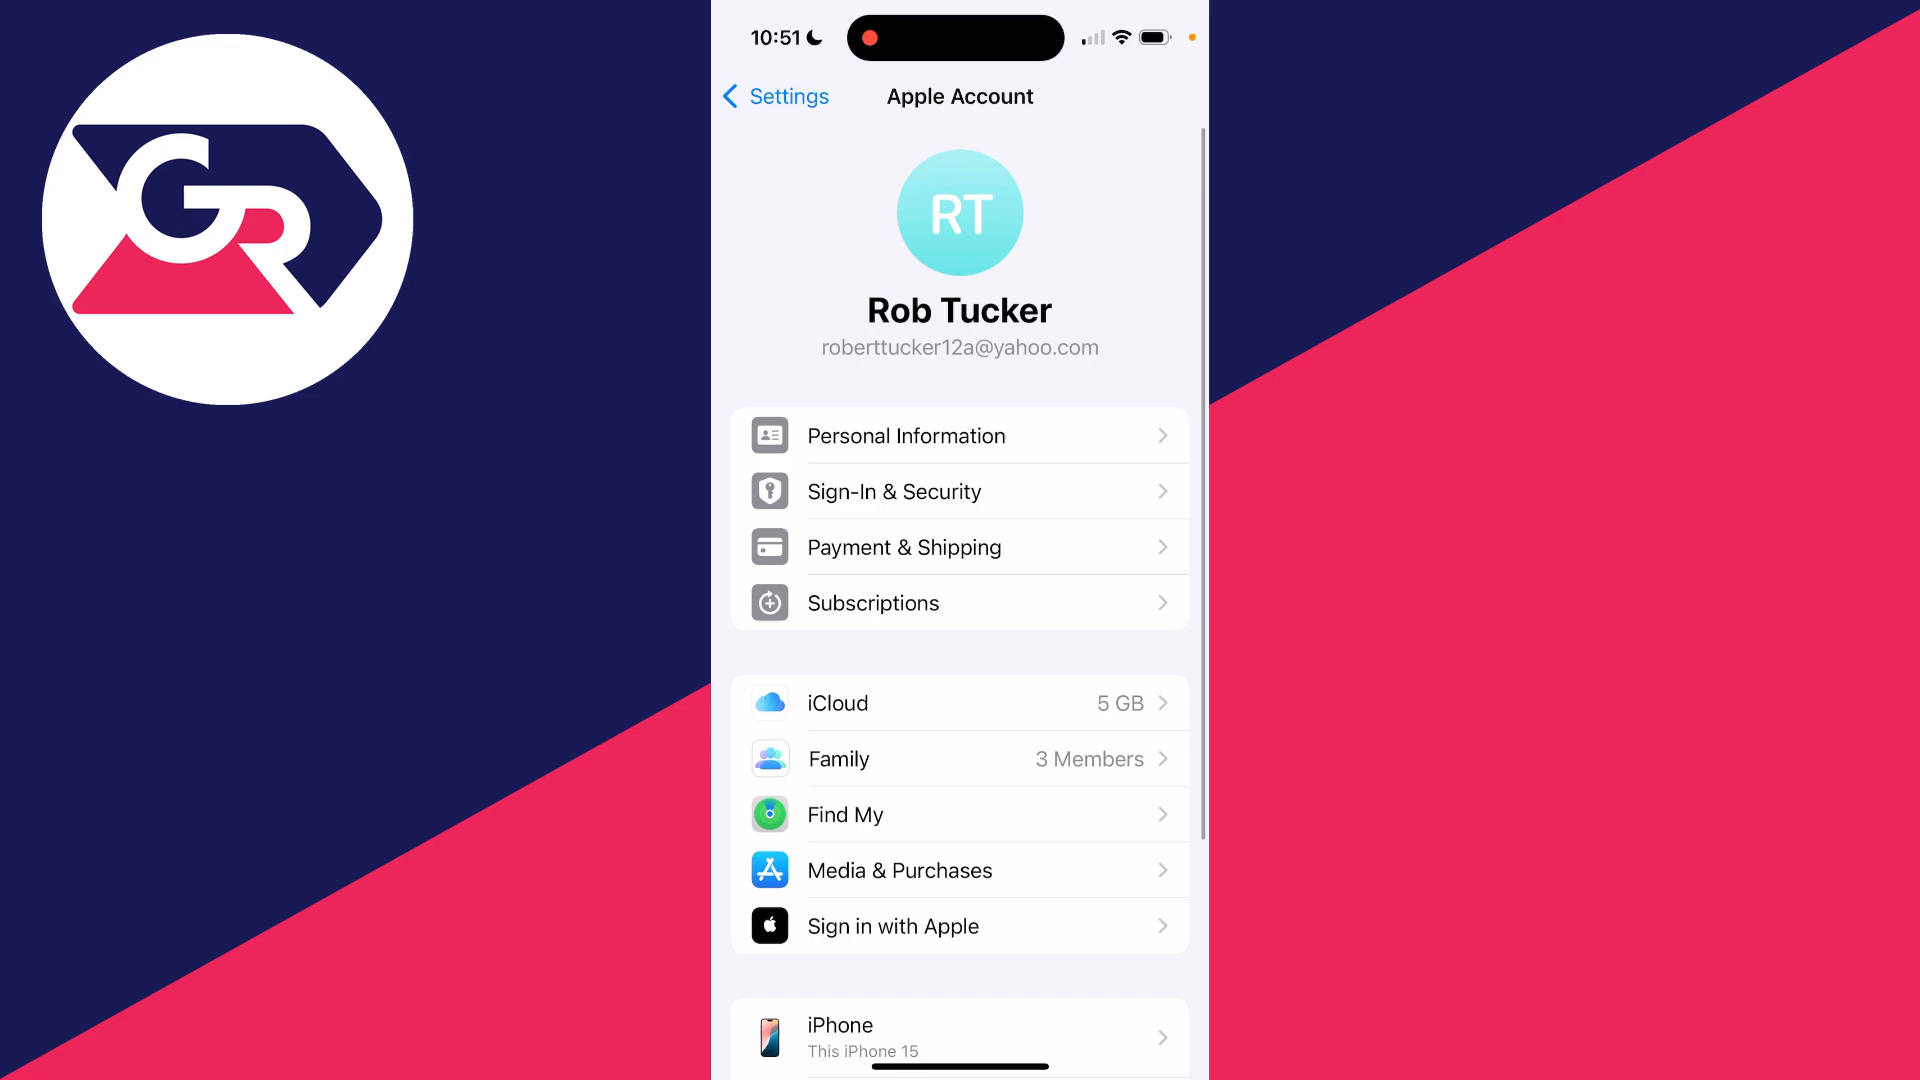 GR
10:51
Settings
Apple Account
RT
Rob Tucker
roberttucker12a@yahoo.com
Personal Information
Sign-In & Security
Payment & Shipping
Subscriptions
iCloud 5 GB
Family 3 Members
Find My
Media & Purchases
Sign in with Apple
iPhone
This iPhone 15